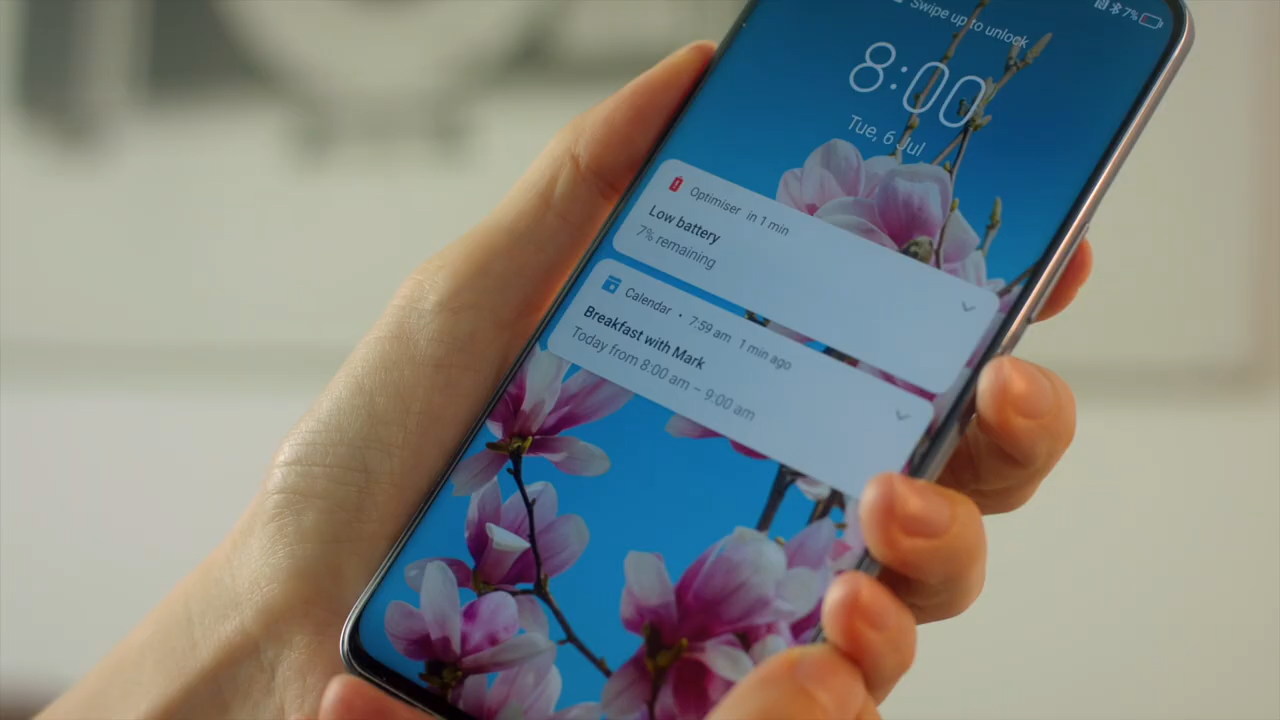 7%
Swipe up to unlock
8:00
Tue, 6 Jul
Optimiser in 1 min
Low battery
7% remaining
Calendar • 7:59 am 1 min ago
Breakfast with Mark
Today from 8:00 am – 9:00 am